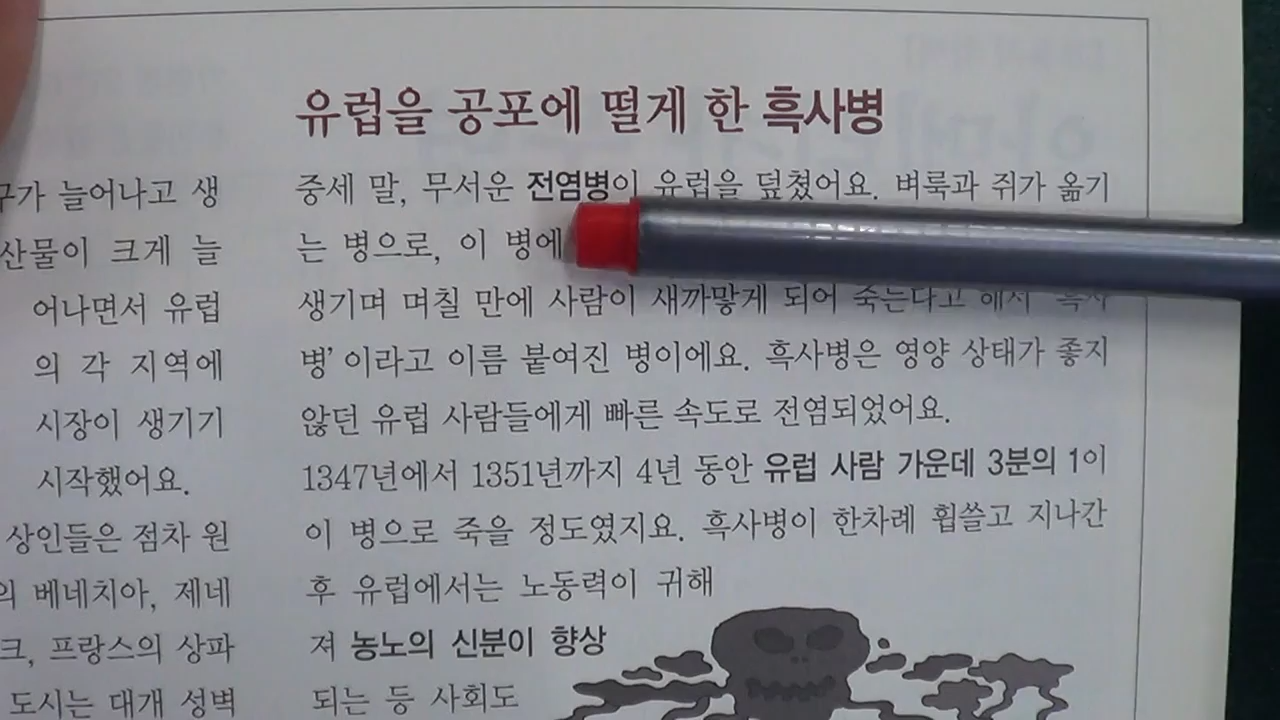 유럽을 공포에 떨게 한 흑사병
구가 늘어나고 생
산물이 크게 늘
어나면서 유럽
의 각 지역에
시장이 생기기
시작했어요.
상인들은 점차 원
의 베네치아, 제네
크, 프랑스의 상파
도시는 대개 성벽
중세 말, 무서운 전염병이 유럽을 덮쳤어요. 벼룩과 쥐가 옮기
는 병으로, 이 병에
생기며 며칠 만에 사람이 새까맣게 되어 죽는다고 해서 ‘흑사
병’이라고 이름 붙여진 병이에요. 흑사병은 영양 상태가 좋지
않던 유럽 사람들에게 빠른 속도로 전염되었어요.
1347년에서 1351년까지 4년 동안 유럽 사람 가운데 3분의 1이
이 병으로 죽을 정도였지요. 흑사병이 한차례 휩쓸고 지나간
후 유럽에서는 노동력이 귀해
져 농노의 신분이 향상
되는 등 사회도